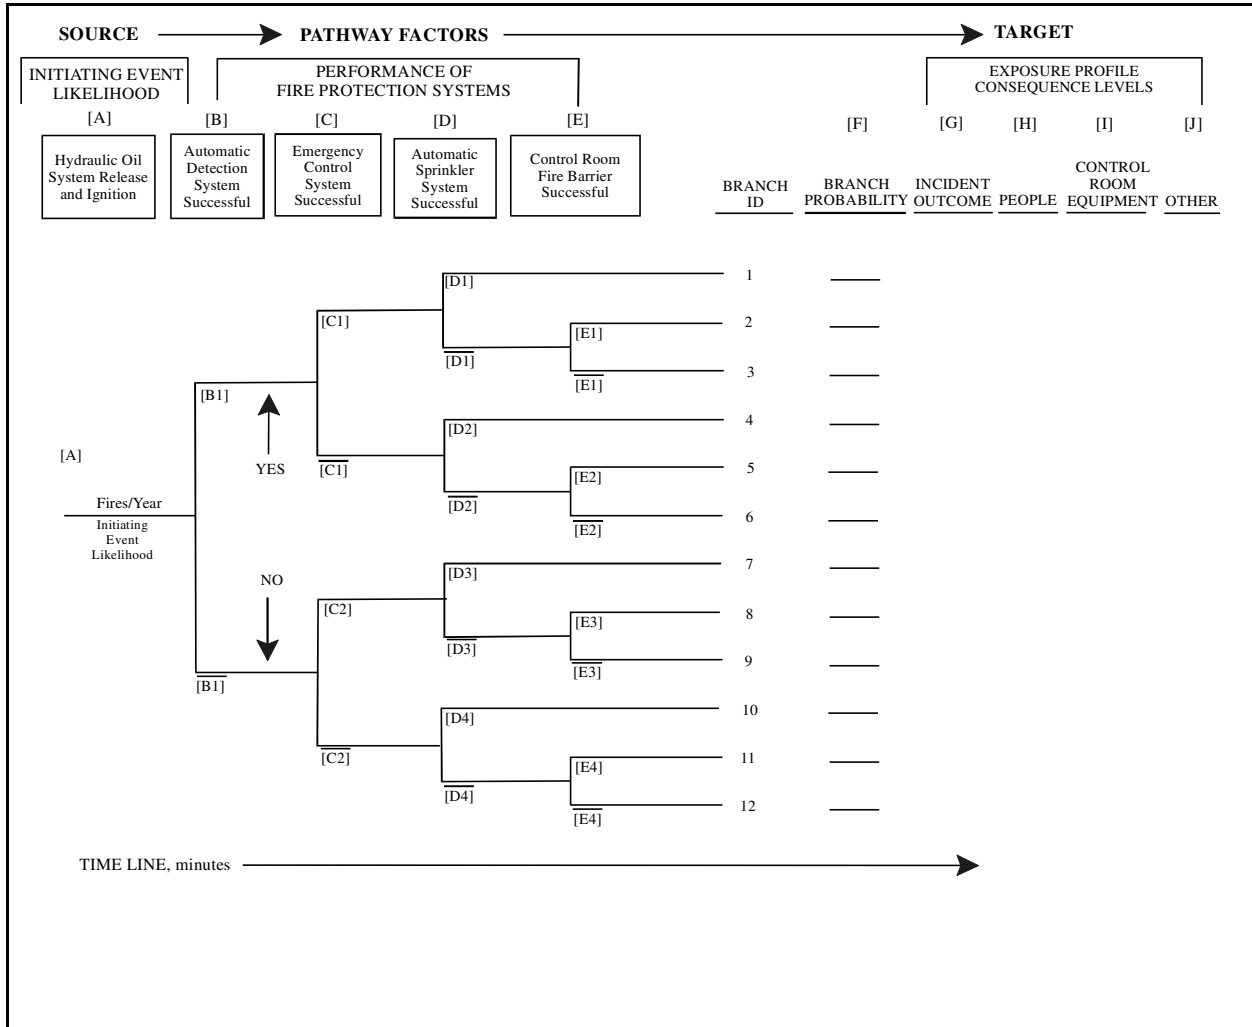 SOURCE PATHWAY FACTORS TARGET
INITIATING EVENT
LIKELIHOOD
PERFORMANCE OF
FIRE PROTECTION SYSTEMS
EXPOSURE PROFILE
CONSEQUENCE LEVELS
[A] [B] [C] [D] [E] [F] [G] [H] [I] [J]
Hydraulic Oil
System Release
and Ignition
Automatic
Detection
System
Successful
Emergency
Control
System
Successful
Automatic
Sprinkler
System
Successful
Control Room
Fire Barrier
Successful
BRANCH
ID
BRANCH
PROBABILITY
INCIDENT
OUTCOME
PEOPLE
CONTROL
ROOM
EQUIPMENT
OTHER
[D1] 1
[C1]
[E1] 2
[D1]
[E1] 3
[B1]
[D2] 4
[A]
YES
[C1]
[E2] 5
[D2]
Fires/Year
[E2] 6
Initiating
Event
Likelihood
[D3] 7
NO
[C2]
[E3] 8
[D3]
[E3] 9
[B1]
[D4] 10
[C2]
[E4] 11
[D4]
[E4] 12
TIME LINE, minutes